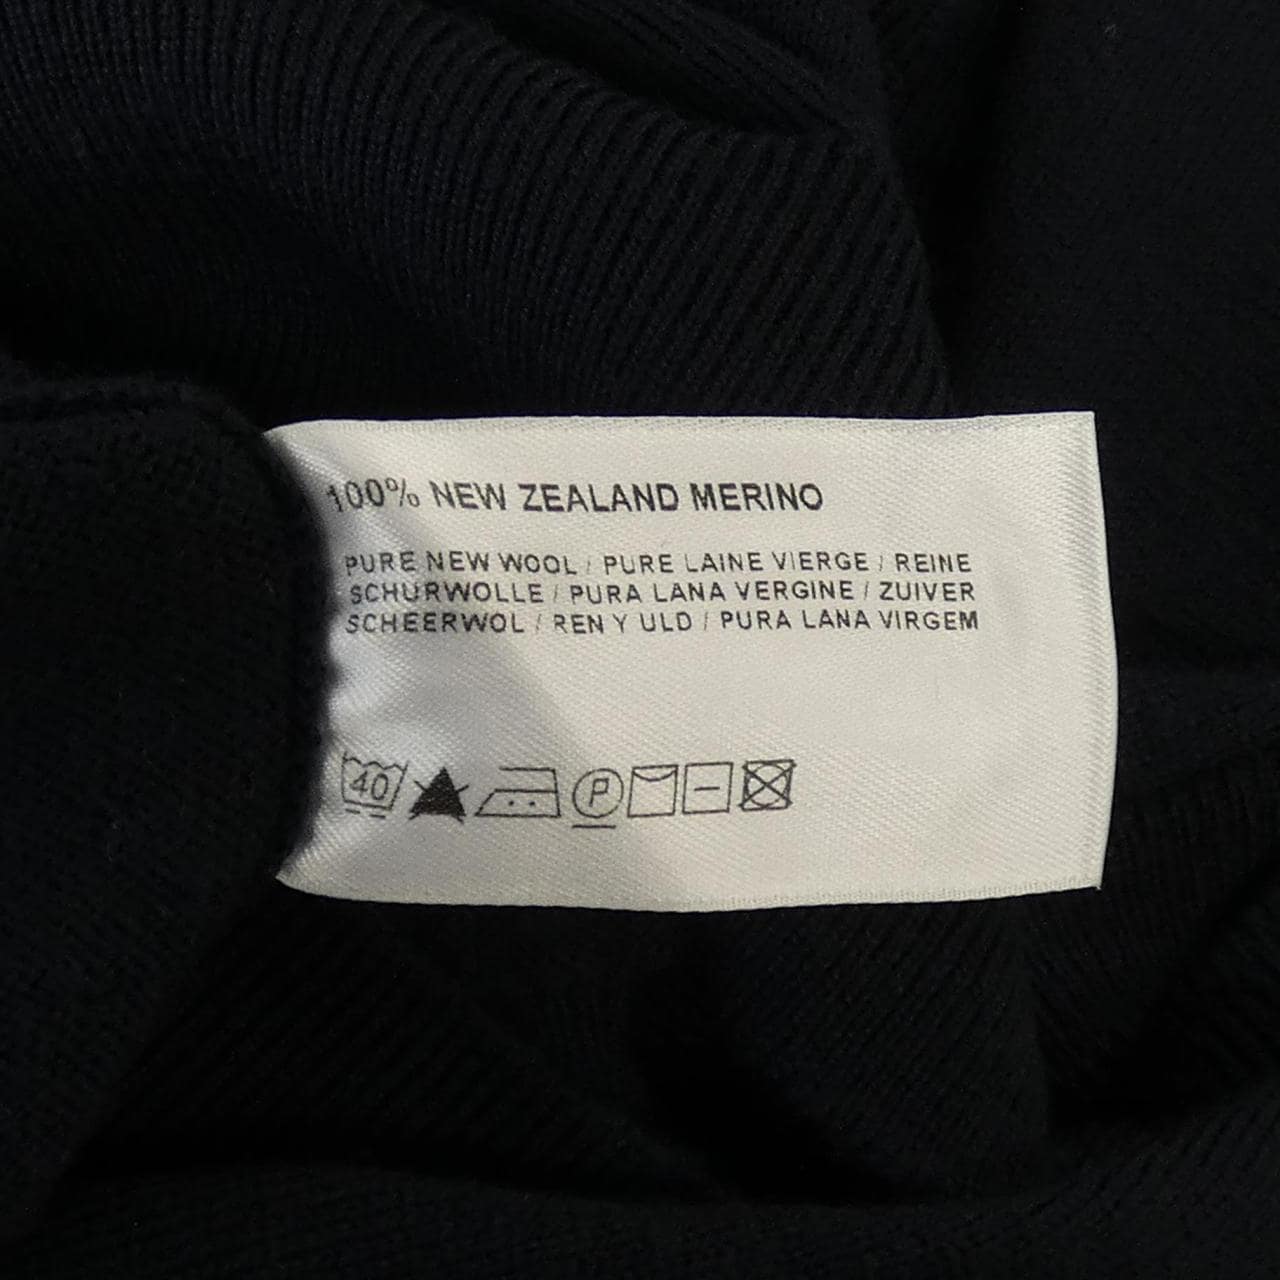 100% NEW ZEALAND MERINO
PURE NEW WOOL / PURE LAINE VIERGE / REINE
SCHURWOLLE / PURA LANA VERGINE / ZUIVER
SCHEERWOL / REN Y ULD / PURA LANA VIRGEM
40 P